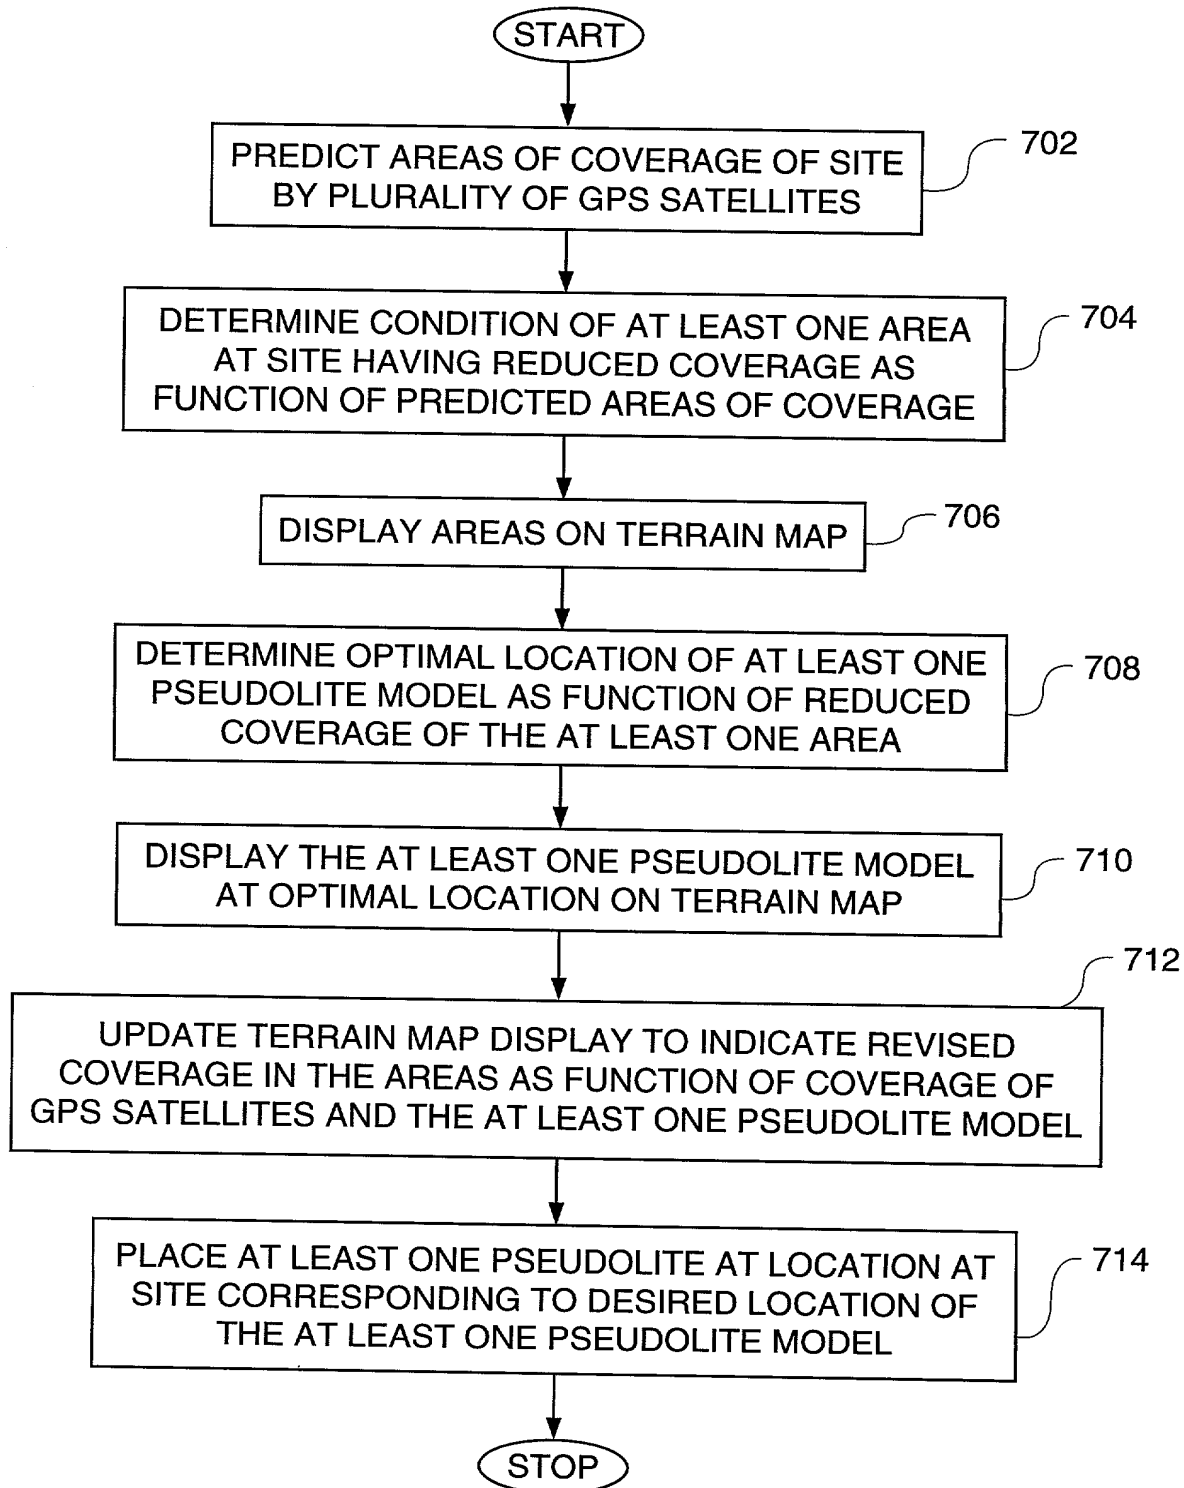 START
PREDICT AREAS OF COVERAGE OF SITE
BY PLURALITY OF GPS SATELLITES
702
DETERMINE CONDITION OF AT LEAST ONE AREA
AT SITE HAVING REDUCED COVERAGE AS
FUNCTION OF PREDICTED AREAS OF COVERAGE
704
DISPLAY AREAS ON TERRAIN MAP
706
DETERMINE OPTIMAL LOCATION OF AT LEAST ONE
PSEUDOLITE MODEL AS FUNCTION OF REDUCED
COVERAGE OF THE AT LEAST ONE AREA
708
DISPLAY THE AT LEAST ONE PSEUDOLITE MODEL
AT OPTIMAL LOCATION ON TERRAIN MAP
710
712
UPDATE TERRAIN MAP DISPLAY TO INDICATE REVISED
COVERAGE IN THE AREAS AS FUNCTION OF COVERAGE OF
GPS SATELLITES AND THE AT LEAST ONE PSEUDOLITE MODEL
PLACE AT LEAST ONE PSEUDOLITE AT LOCATION AT
SITE CORRESPONDING TO DESIRED LOCATION OF
THE AT LEAST ONE PSEUDOLITE MODEL
714
STOP